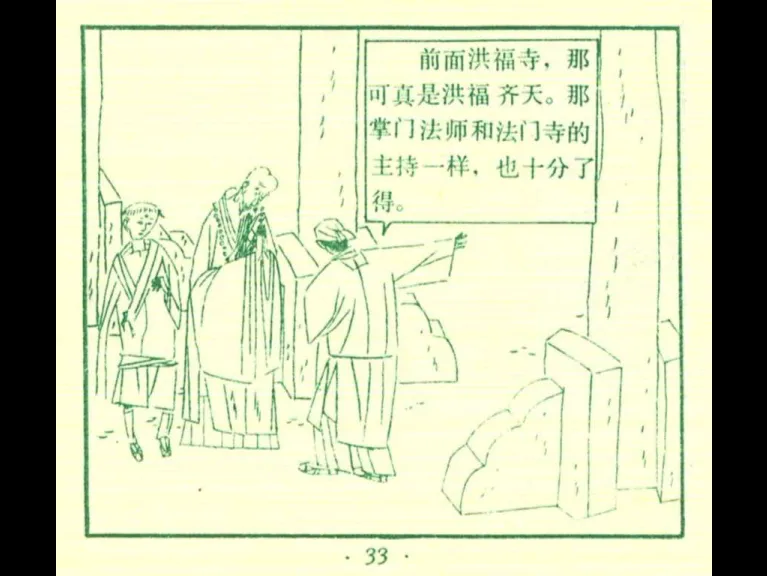 前面洪福寺，那
可真是洪福齐天。那
掌门法师和法门寺的
主持一样，也十分了
得。
· 33 ·